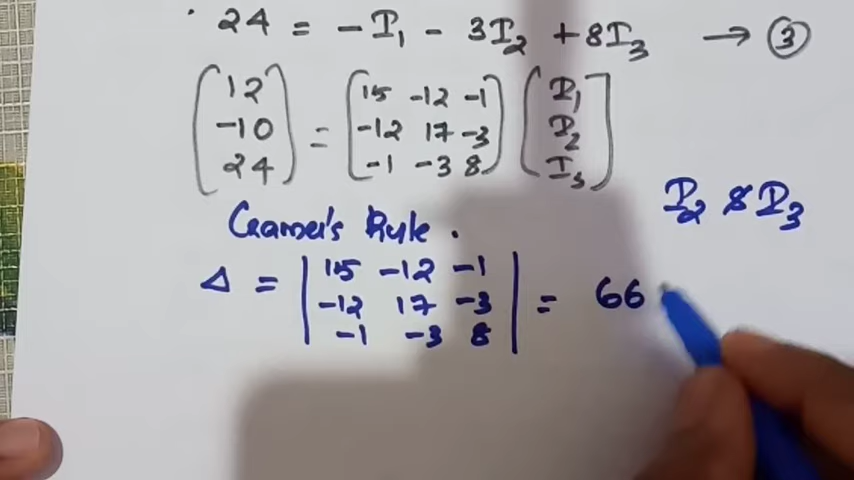 24 = -I₁ - 3I₂ + 8I₃ → ③
[12 -10 24] = [15 -12 -1 -12 17 -3 -1 -3 8] [I₁ I₂ I₃]
I₂ & I₃
Cramer's Rule.
Δ = |15 -12 -1 -12 17 -3 -1 -3 8| = 66